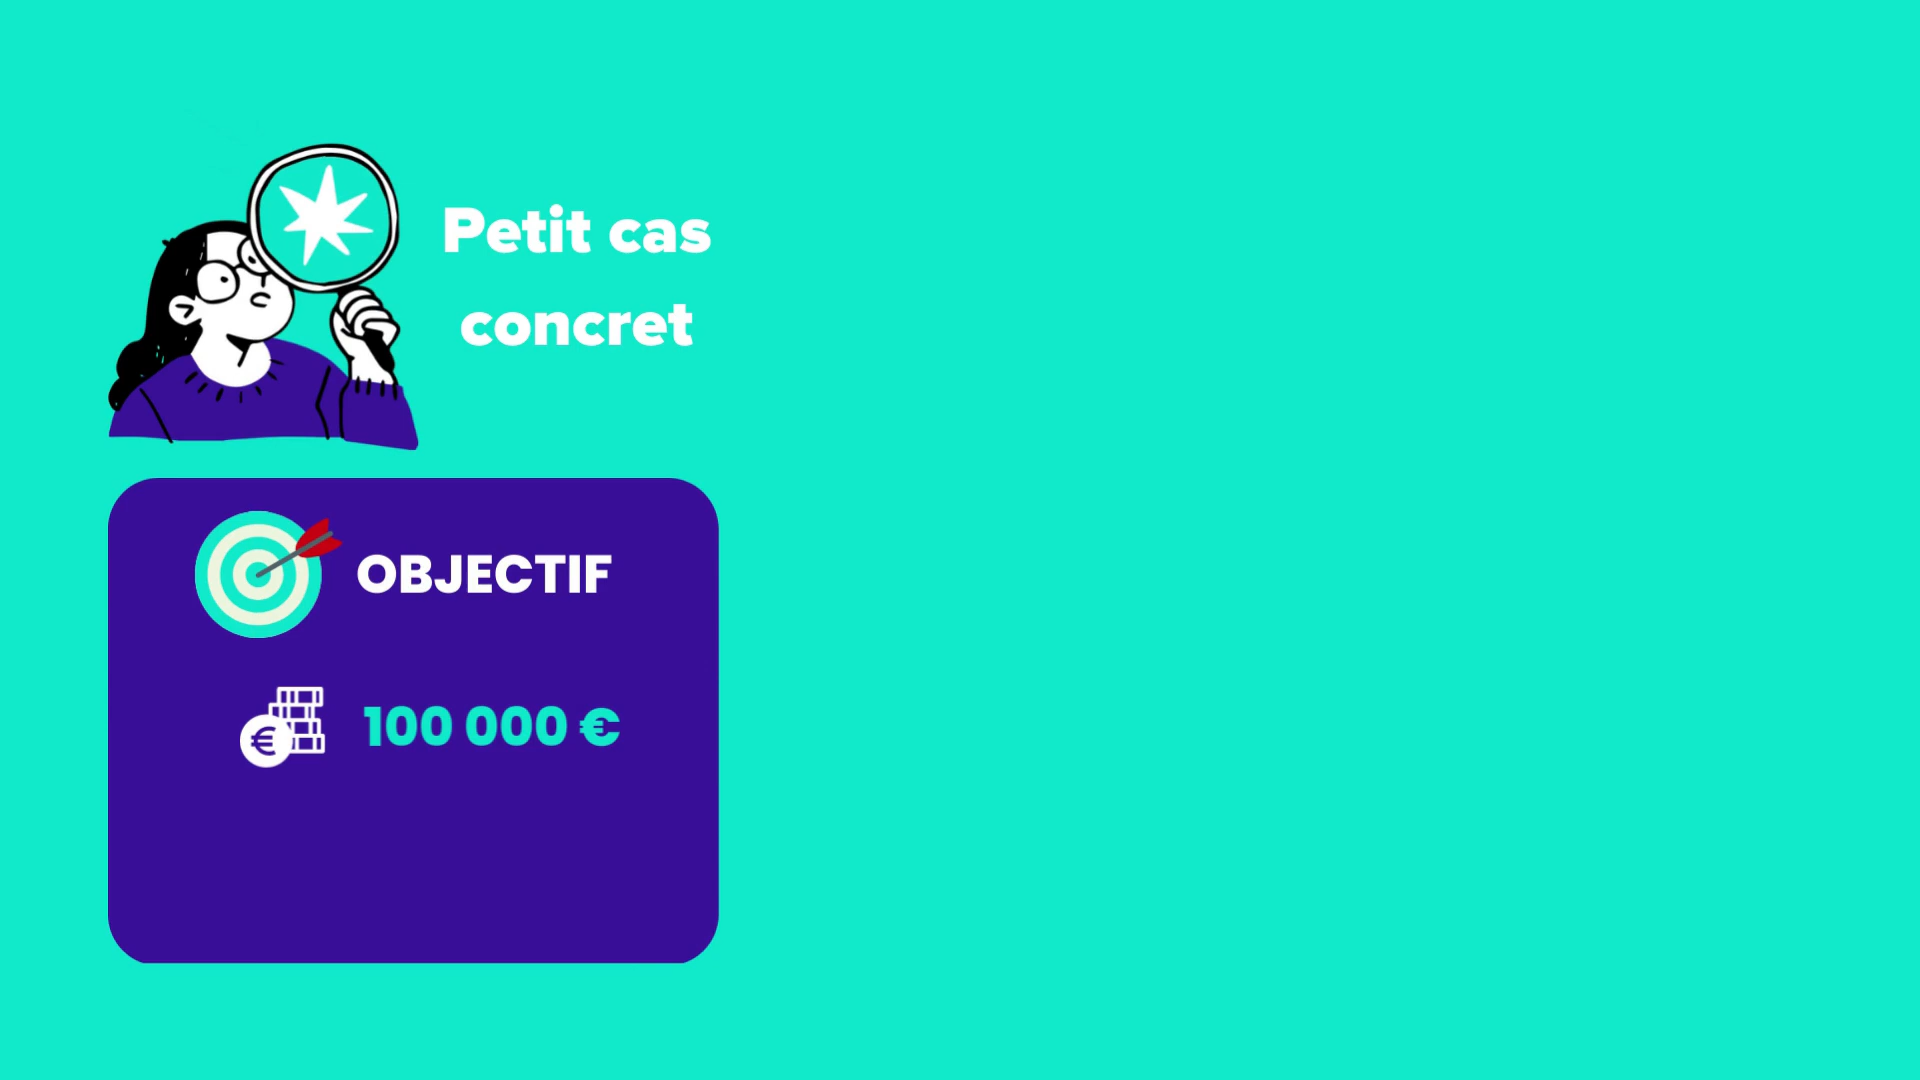 Petit cas
concret
OBJECTIF
€
100 000 €